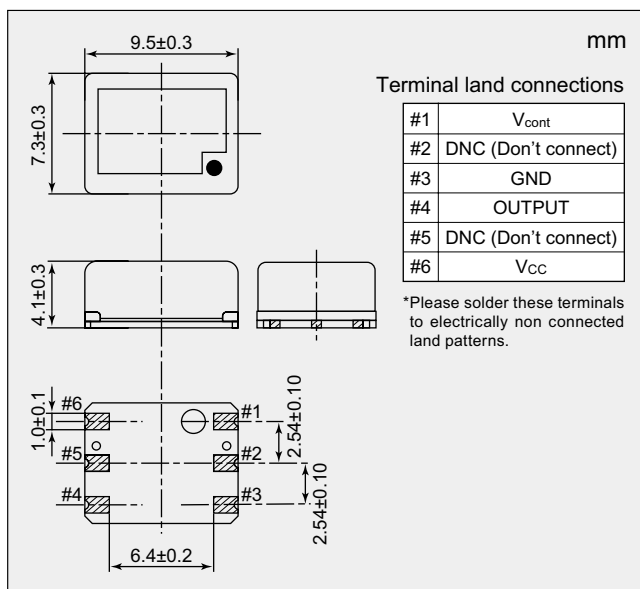 mm
9.5±0.3
7.3±0.3
Terminal land connections
#1 Vcont
#2 DNC (Don't connect)
#3 GND
#4 OUTPUT
#5 DNC (Don't connect)
#6 VCC
*Please solder these terminals
to electrically non connected
land patterns.
4.1±0.3
1.0±0.1
#6
#1
#5
#2
#4
#3
2.54±0.10
2.54±0.10
6.4±0.2